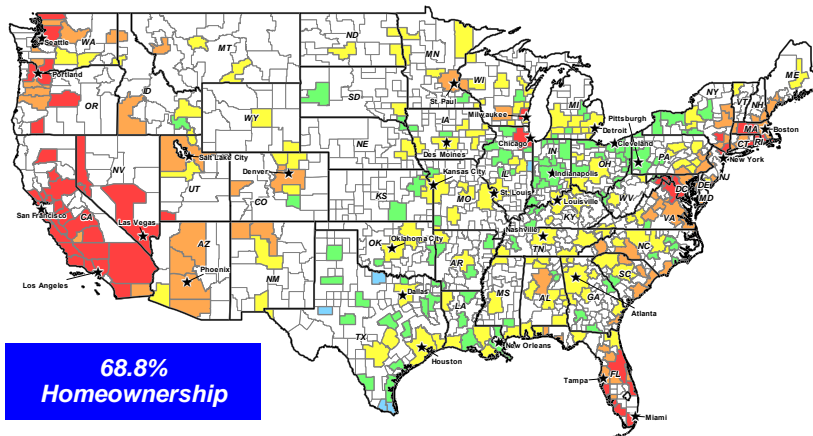 Seattle
WA
Portland
OR
ID
MT
WY
NV
San Francisco
CA
Las Vegas
Los Angeles
UT
Salt Lake City
AZ
Phoenix
Denver
CO
NM
ND
SD
NE
KS
OK
Oklahoma City
TX
Dallas
Houston
MN
St. Paul
WI
Milwaukee
IA
Des Moines
Chicago
Kansas City
MO
St. Louis
IL
AR
LA
New Orleans
MS
AL
MI
Detroit
Pittsburgh
Cleveland
IN
Indianapolis
OH
Louisville
KY
Nashville
TN
GA
Atlanta
SC
NC
VA
WV
PA
NY
VT
NH
ME
MA
Boston
CT
RI
New York
NJ
DE
MD
DC
FL
Tampa
Miami
68.8%
Homeownership